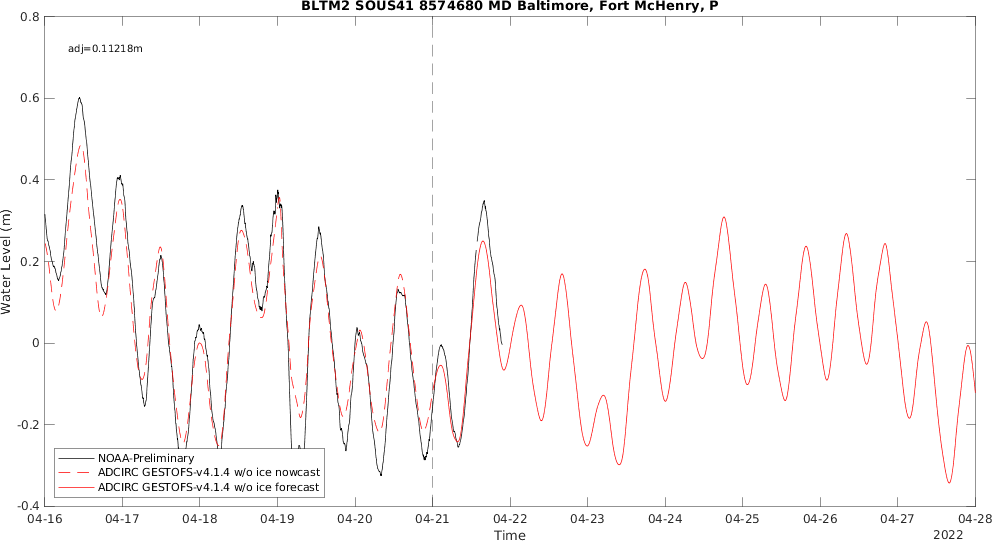 BLTM2 SOUS41 8574680 MD Baltimore, Fort McHenry, P
adj=0.11218m
0.8
0.6
0.4
0.2
0
-0.2
-0.4
Water Level (m)
NOAA-Preliminary
ADCIRC GESTOFS-v4.1.4 w/o ice nowcast
ADCIRC GESTOFS-v4.1.4 w/o ice forecast
04-16 04-17 04-18 04-19 04-20 04-21 04-22 04-23 04-24 04-25 04-26 04-27 04-28
Time
2022